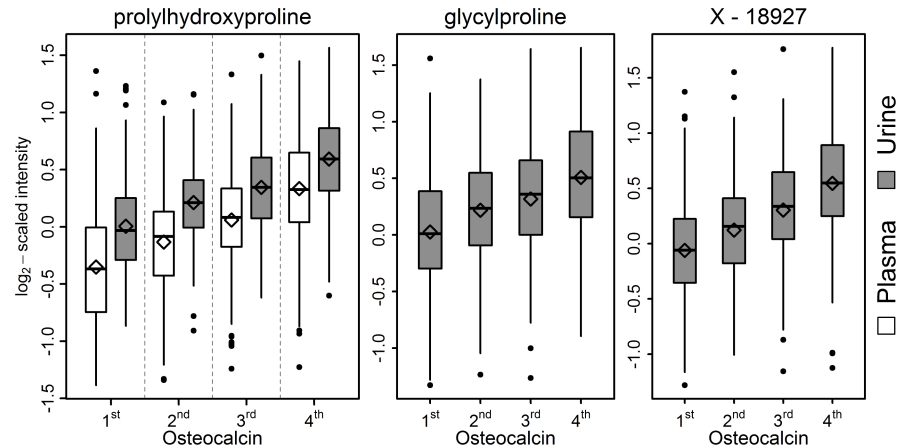 prolylhydroxyproline
glycylproline
X - 18927
log₂ − scaled intensity
1.5
1.0
0.5
0.0
-0.5
-1.0
-1.5
1st 2nd 3rd 4th
Osteocalcin
1.5
1.0
0.5
0.0
-0.5
-1.0
1st 2nd 3rd 4th
Osteocalcin
1.5
1.0
0.5
0.0
-0.5
-1.0
1st 2nd 3rd 4th
Osteocalcin
Plasma Urine